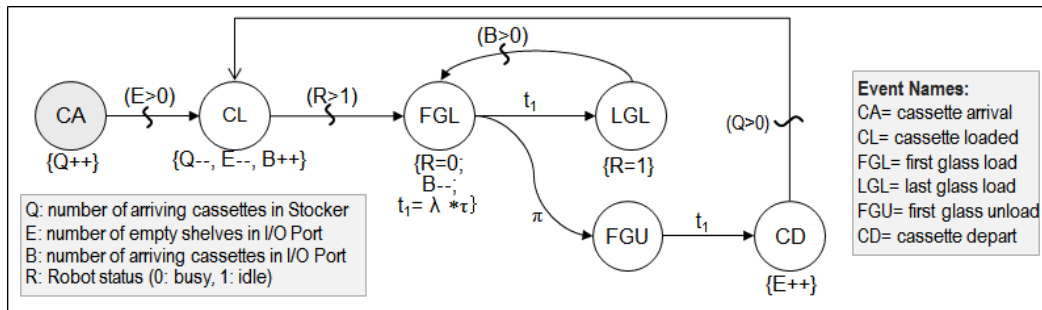 (B>0)
(E>0)
(R>1)
t₁
CA
CL
FGL
LGL
(Q>0)
{Q++}
{Q--, E--, B++}
{R=0;
B--;
t₁= λ *τ}
{R=1}
π
FGU
t₁
CD
{E++}
Q: number of arriving cassettes in Stocker
E: number of empty shelves in I/O Port
B: number of arriving cassettes in I/O Port
R: Robot status (0: busy, 1: idle)
Event Names:
CA= cassette arrival
CL= cassette loaded
FGL= first glass load
LGL= last glass load
FGU= first glass unload
CD= cassette depart